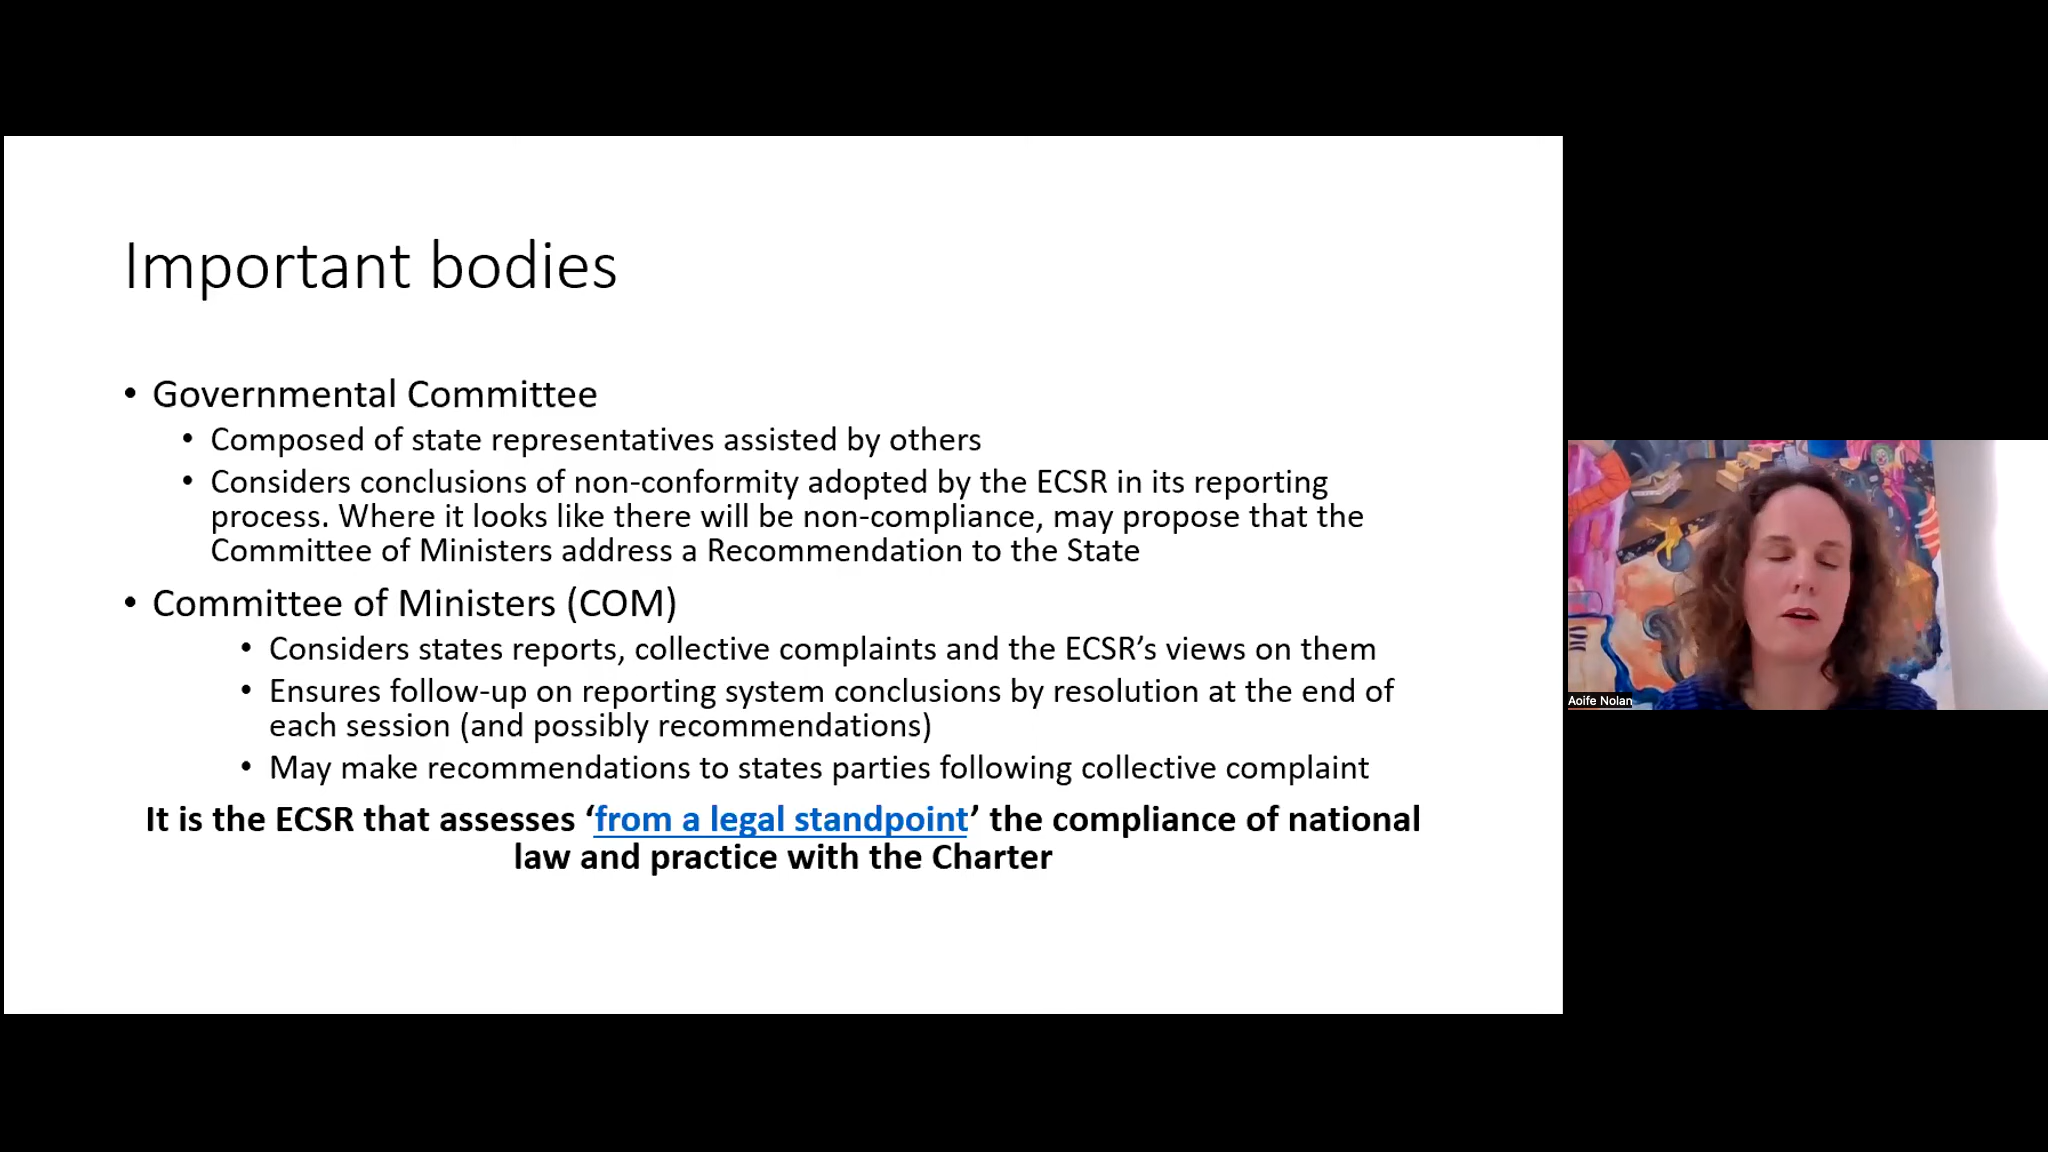 Important bodies
• Governmental Committee
• Composed of state representatives assisted by others
• Considers conclusions of non-conformity adopted by the ECSR in its reporting
process. Where it looks like there will be non-compliance, may propose that the
Committee of Ministers address a Recommendation to the State
• Committee of Ministers (COM)
• Considers states reports, collective complaints and the ECSR’s views on them
• Ensures follow-up on reporting system conclusions by resolution at the end of
each session (and possibly recommendations)
• May make recommendations to states parties following collective complaint
It is the ECSR that assesses ‘from a legal standpoint’ the compliance of national
law and practice with the Charter
Aoife Nolan